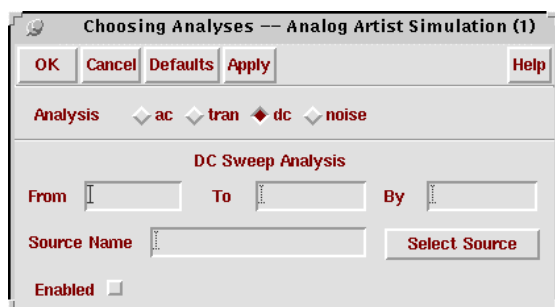 Choosing Analyses -- Analog Artist Simulation (1)
OK Cancel Defaults Apply Help
Analysis ac tran dc noise
DC Sweep Analysis
From To By
Source Name Select Source
Enabled